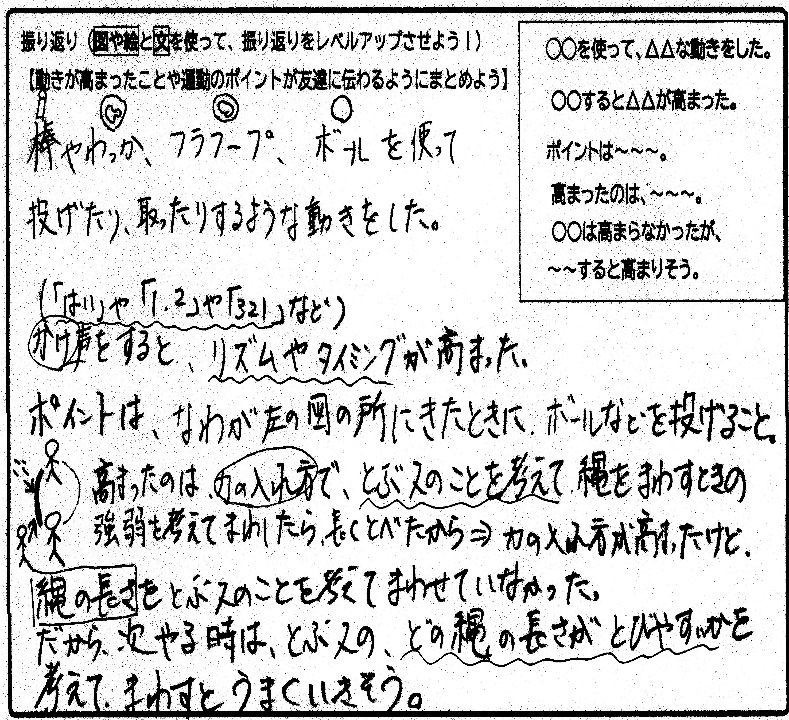 振り返り(図や絵と文を使って、振り返りをレベルアップさせよう！)
【動きが高まったことや運動のポイントが友達に伝わるようにまとめよう】
○○を使って、△△な動きをした。
○○すると△△が高まった。
ポイントは～～～。
高まったのは、～～～。
○○は高まらなかったが、
～～すると高まりそう。
棒やわっか、フラフープ、ボールを使って
投げたり、取ったりするような動きをした。
(「はい」や「1.2」や「321」など)
かけ声をすると、リズムやタイミングが高まった。
ポイントは、なわが左の図の所にきたときに、ボールなどを投げること。
高まったのは、力の入れ方で、とぶ人のことを考えて縄をまわすときの
強弱を考えてまわしたら、長くとべたから⇒力の入れ方が高まったけど、
縄の長さをとぶ人のことを考えてまわせていなかった。
だから、次やる時は、とぶ人の、どの縄の長さがとびやすいかを
考えて、まわすとうまくいきそう。